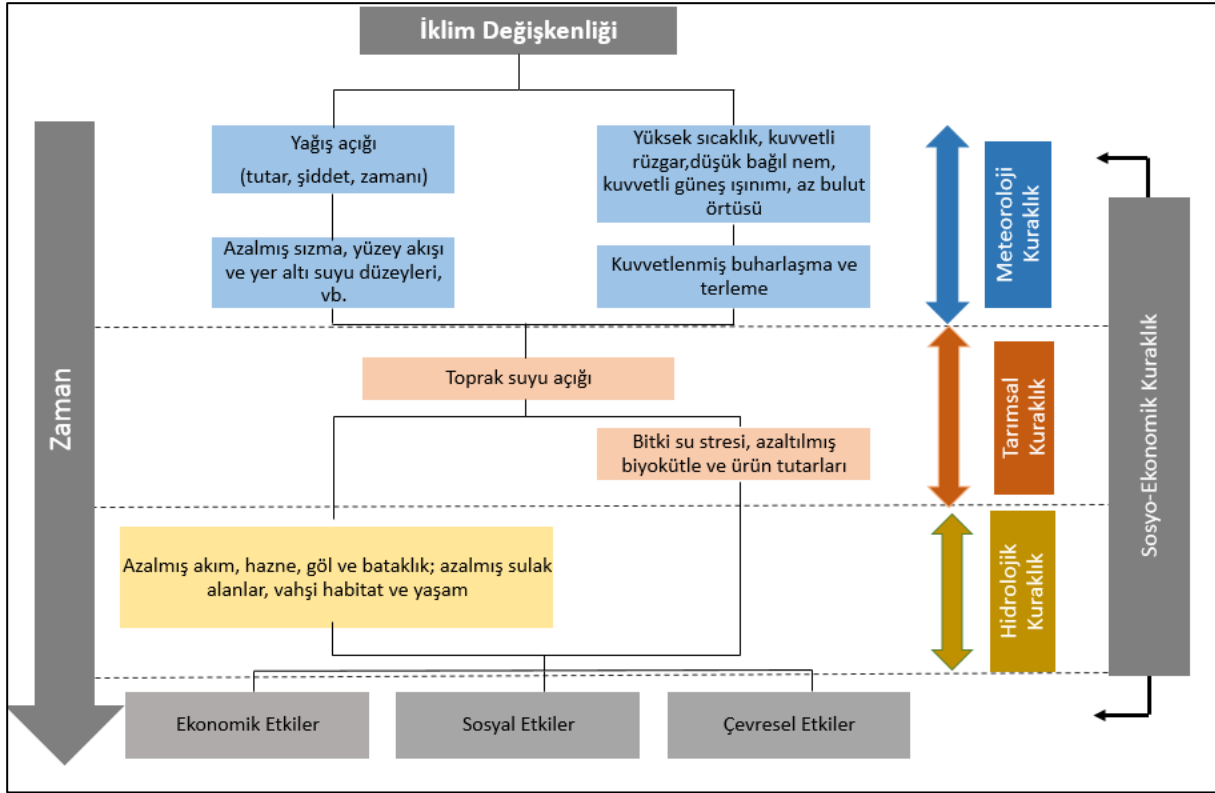 İklim Değişkenliği
Yağış açığı
(tutar, şiddet, zamanı)
Yüksek sıcaklık, kuvvetli
rüzgar,düşük bağıl nem,
kuvvetli güneş ışınımı, az bulut
örtüsü
Azalmış sızma, yüzey akışı
ve yer altı suyu düzeyleri,
vb.
Kuvvetlenmiş buharlaşma ve
terleme
Meteoroloji
Kuraklık
Zaman
Toprak suyu açığı
Bitki su stresi, azaltılmış
biyokütle ve ürün tutarları
Tarımsal
Kuraklık
Sosyo-Ekonomik Kuraklık
Azalmış akım, hazne, göl ve bataklık; azalmış sulak
alanlar, vahşi habitat ve yaşam
Hidrolojik
Kuraklık
Ekonomik Etkiler
Sosyal Etkiler
Çevresel Etkiler